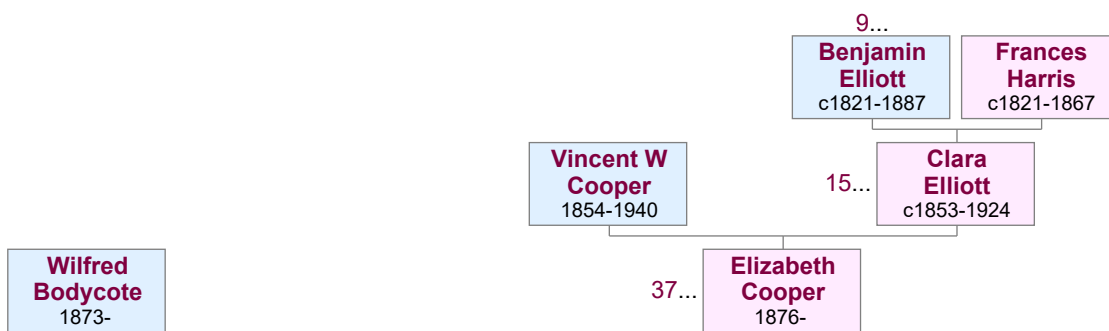 9...
Benjamin
Elliott
c1821-1887
Frances
Harris
c1821-1867
Vincent W
Cooper
1854-1940
15...
Clara
Elliott
c1853-1924
Wilfred
Bodycote
1873-
37...
Elizabeth
Cooper
1876-